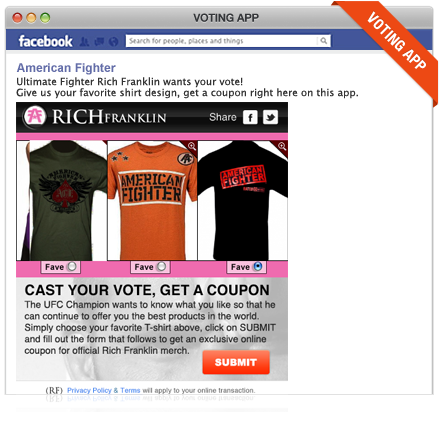 VOTING APP
VOTING APP
facebook
Search for people, places and things
American Fighter
Ultimate Fighter Rich Franklin wants your vote!
Give us your favorite shirt design, get a coupon right here on this app.
RICH FRANKLIN Share
AMERICAN FIGHTER
AMERICAN FIGHTER
Fave Fave Fave
CAST YOUR VOTE, GET A COUPON
The UFC Champion wants to know what you like so that he
can continue to offer you the best products in the world.
Simply choose your favorite T-shirt above, click on SUBMIT
and fill out the form that follows to get an exclusive online
coupon for official Rich Franklin merch.
SUBMIT
(RF) Privacy Policy & Terms will apply to your online transaction.